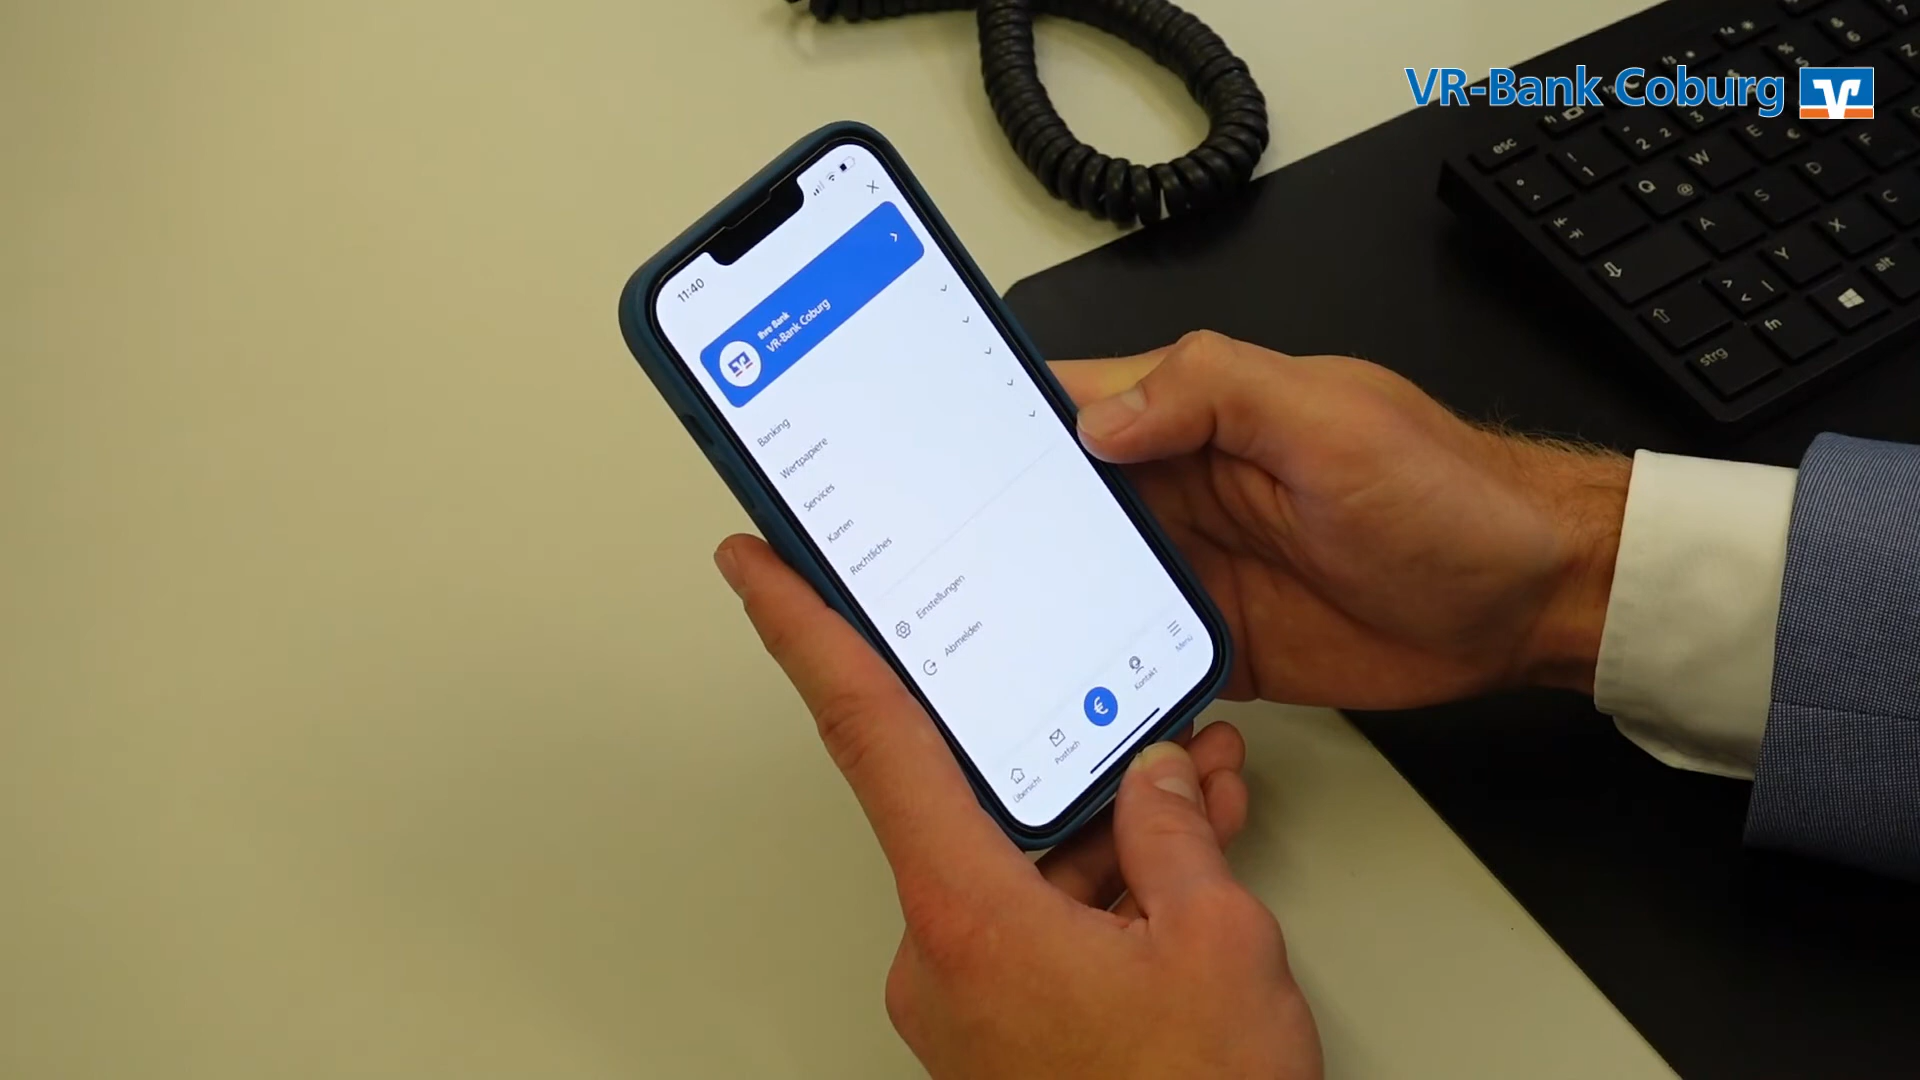 VR-Bank Coburg
11:40
Ihre Bank
VR-Bank Coburg
Banking
Wertpapiere
Services
Karten
Rechtliches
Einstellungen
Abmelden
Übersicht
Postfach
€
Kontakt
Menü
esc
Q @
W
E €
A
S
D
F
Y
X
C
alt
fn
strg